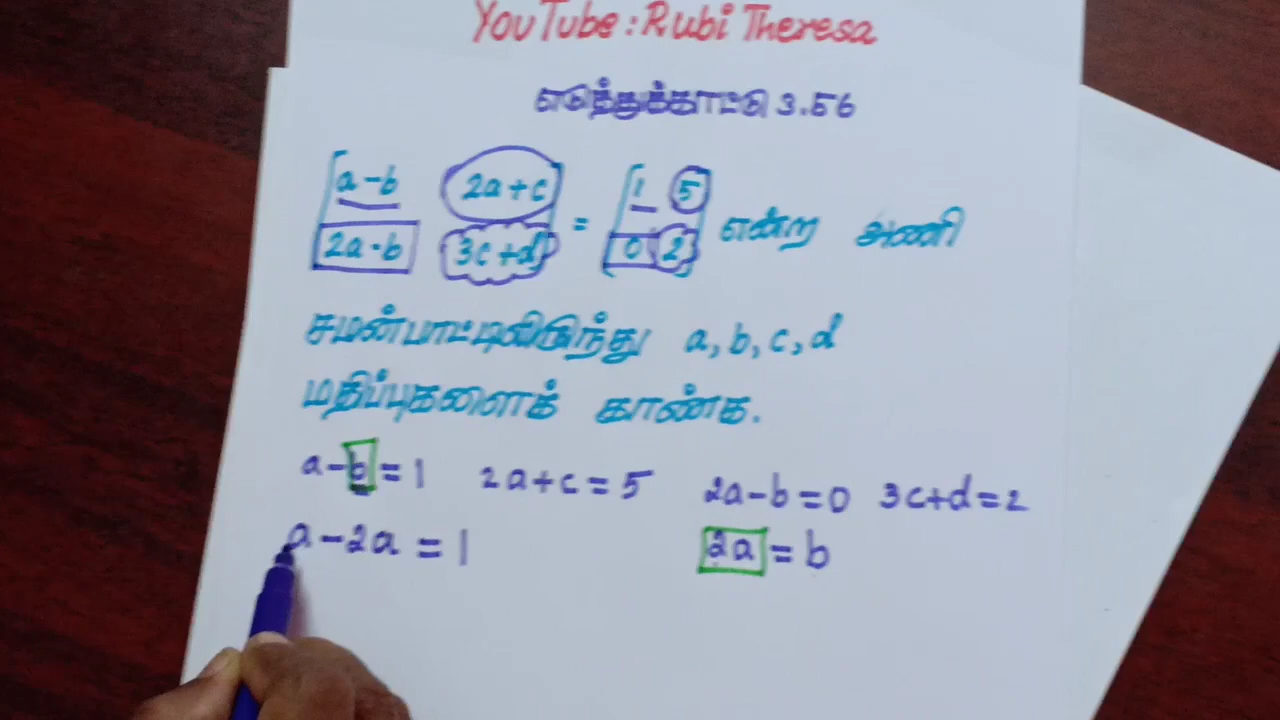 YouTube : Rubi Theresa
எடுத்துக்காட்டு 3.56
[a-b 2a+c] = [1 5] என்ற அணி
[2a-b 3c+d] [0 2]
சமன்பாட்டிலிருந்து a, b, c, d
மதிப்புகளைக் காண்க.
a-b=1 2a+c=5 2a-b=0 3c+d=2
a-2a=1 2a=b